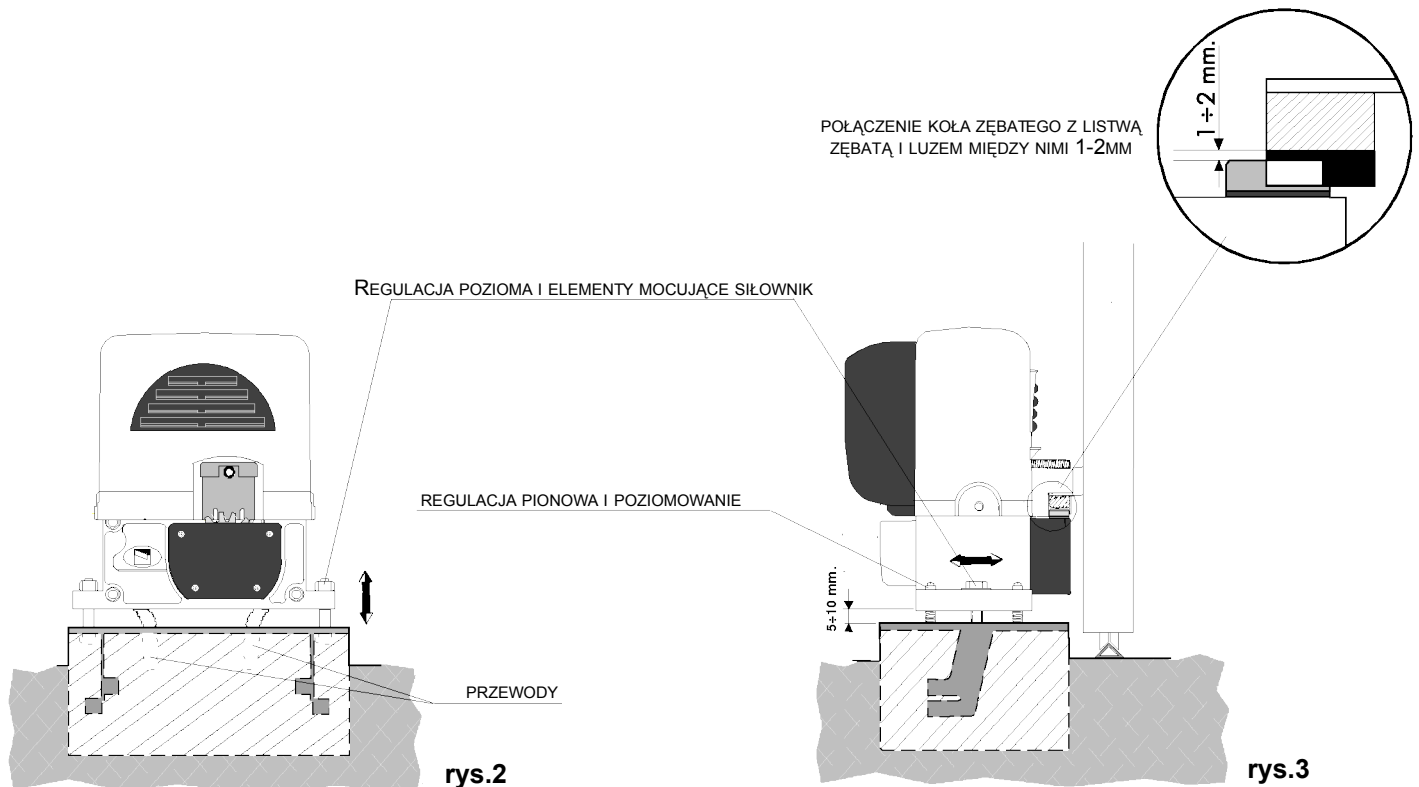 1÷2 mm.
POŁĄCZENIE KOŁA ZĘBATEGO Z LISTWĄ
ZĘBATĄ I LUZEM MIĘDZY NIMI 1-2MM
REGULACJA POZIOMA I ELEMENTY MOCUJĄCE SIŁOWNIK
REGULACJA PIONOWA I POZIOMOWANIE
5÷10 mm.
PRZEWODY
rys.2
rys.3